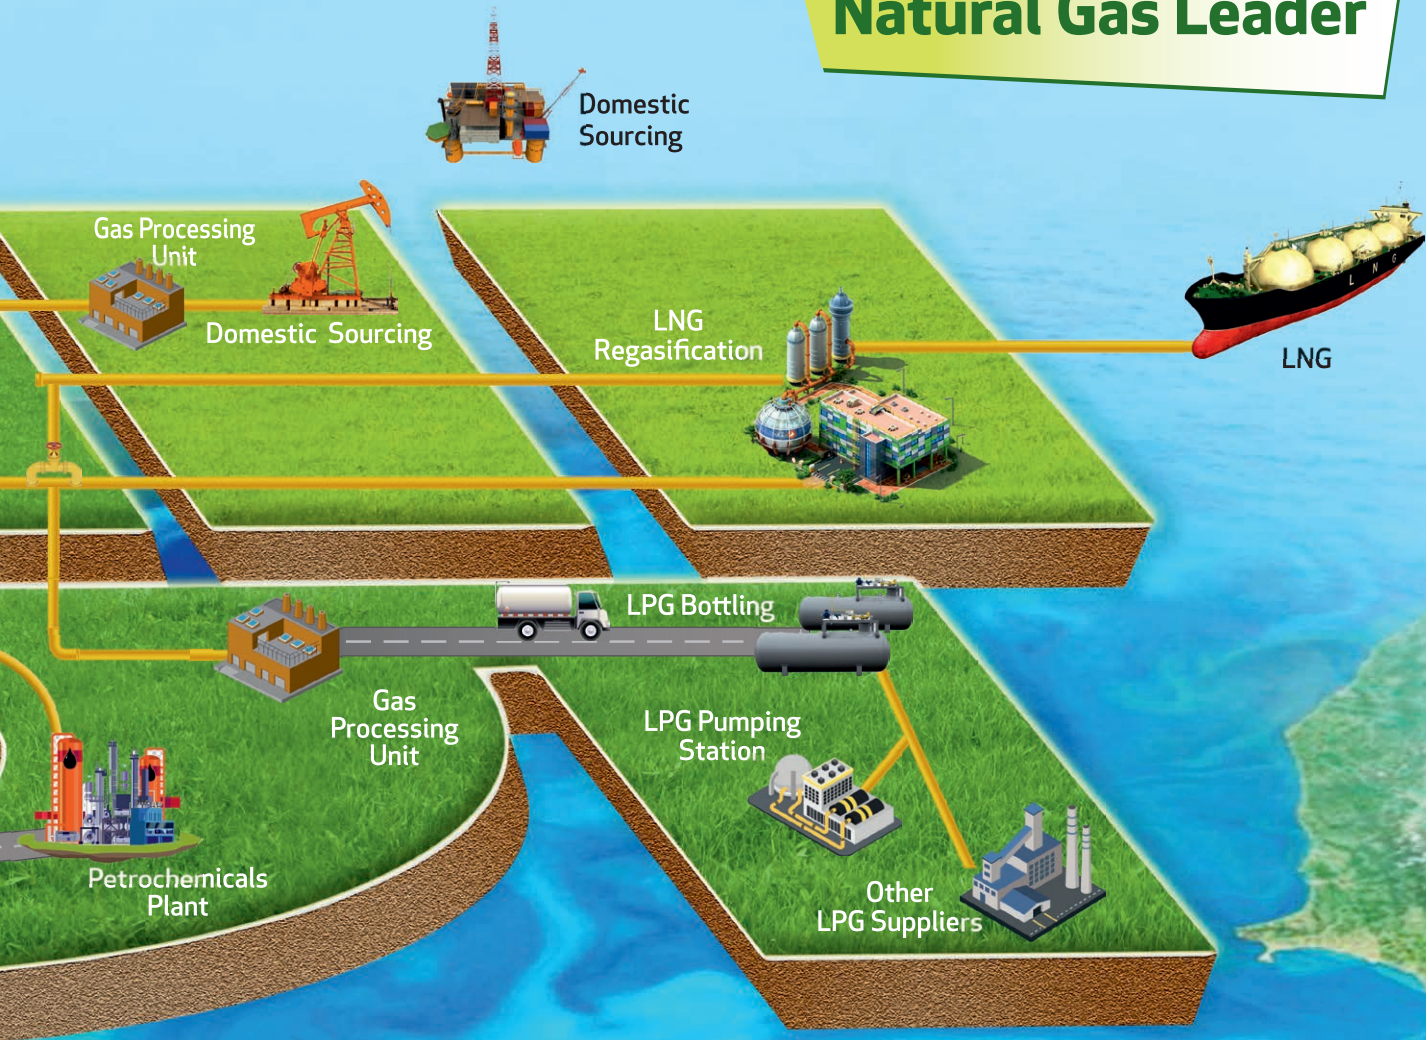 Natural Gas Leader
Domestic
Sourcing
Gas Processing
Unit
Domestic Sourcing
LNG
Regasification
L N G
LNG
LPG Bottling
Gas
Processing
Unit
LPG Pumping
Station
Petrochemicals
Plant
Other
LPG Suppliers